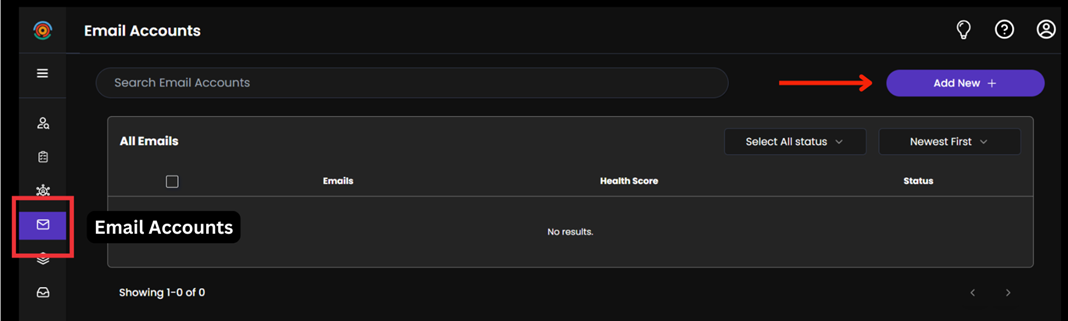 Email Accounts
Search Email Accounts
Add New +
All Emails
Select All status
Newest First
Emails Health Score Status
Email Accounts
No results.
Showing 1-0 of 0